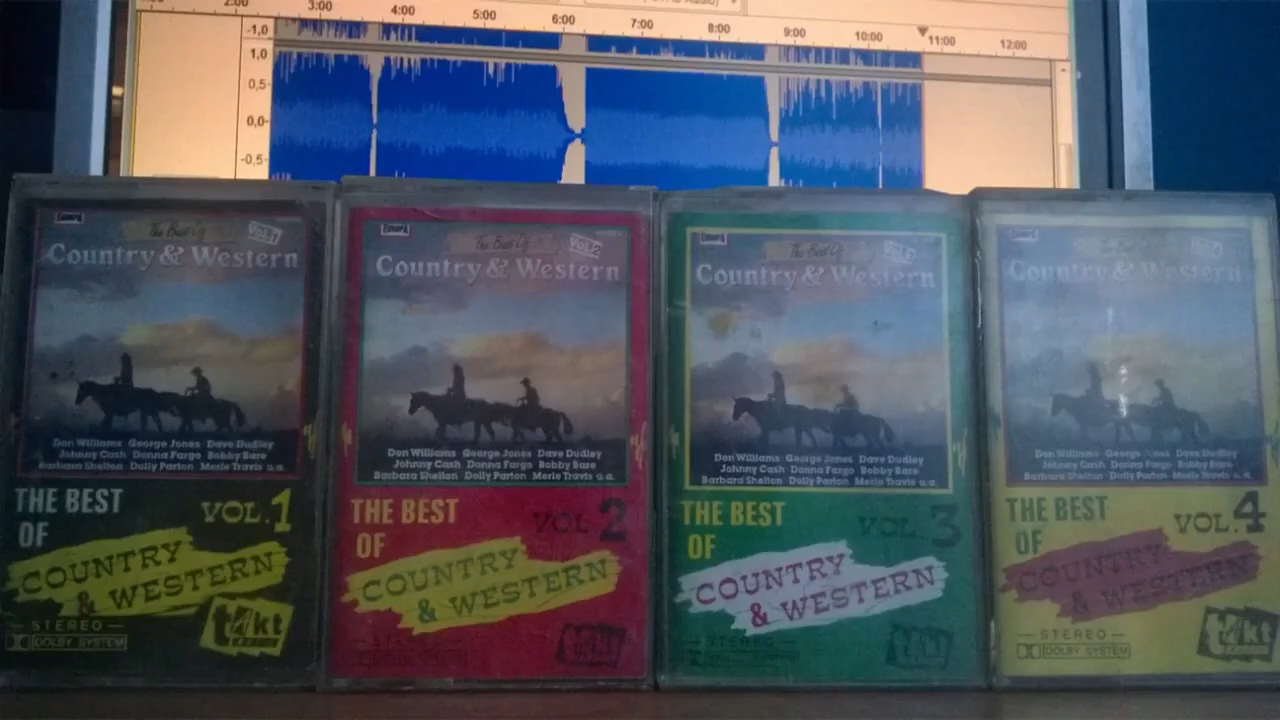 2:00 3:00 4:00 5:00 6:00 7:00 8:00 9:00 10:00 11:00 12:00
-1,0
1,0
0,5-
0,0-
-0,5-
The Best Of
Vol.1
Country & Western
Don Williams George Jones Dave Dudley
Johnny Cash Donna Fargo Bobby Bare
Barbara Shelton Dolly Parton Merle Travis u.a.
THE BEST
OF
VOL.1
COUNTRY
& WESTERN
takt
STEREO
DOLBY SYSTEM
The Best Of
Vol.2
Country & Western
Don Williams George Jones Dave Dudley
Johnny Cash Donna Fargo Bobby Bare
Barbara Shelton Dolly Parton Merle Travis u.a.
THE BEST
OF
VOL 2
COUNTRY
& WESTERN
takt
The Best Of
Vol.3
Country & Western
Don Williams George Jones Dave Dudley
Johnny Cash Donna Fargo Bobby Bare
Barbara Shelton Dolly Parton Merle Travis u.a.
THE BEST
OF
VOL. 3
COUNTRY
& WESTERN
STEREO
takt
The Best Of
Country & Western
Don Williams George Jones Dave Dudley
Johnny Cash Donna Fargo Bobby Bare
Barbara Shelton Dolly Parton Merle Travis u.a.
THE BEST
OF
VOL.4
COUNTRY
& WESTERN
STEREO
DOLBY SYSTEM
takt